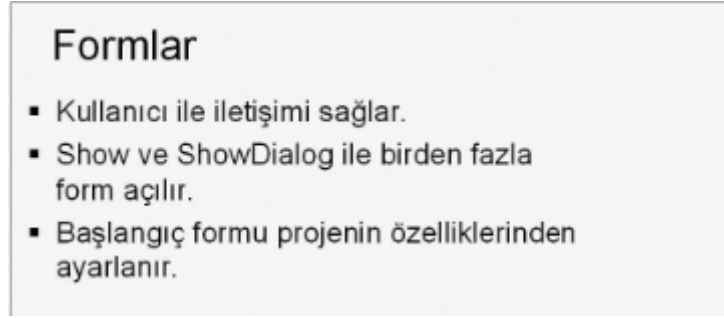 Formlar
▪ Kullanıcı ile iletişimi sağlar.
▪ Show ve ShowDialog ile birden fazla
form açılır.
▪ Başlangıç formu projenin özelliklerinden
ayarlanır.